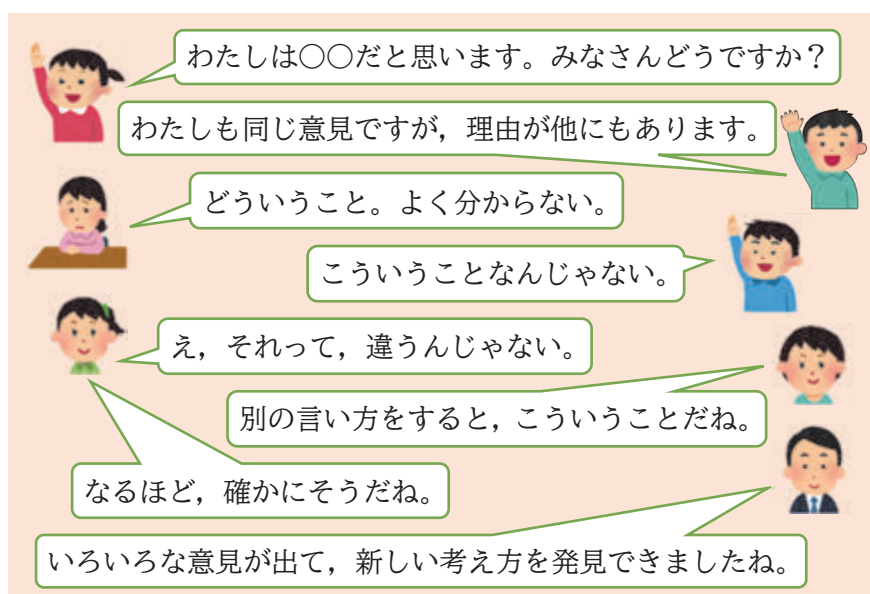 わたしは〇〇だと思います。みなさんどうですか？
わたしも同じ意見ですが，理由が他にもあります。
どういうこと。よく分からない。
こういうことなんじゃない。
え，それって，違うんじゃない。
別の言い方をすると，こういうことだね。
なるほど，確かにそうだね。
いろいろな意見が出て，新しい考え方を発見できましたね。